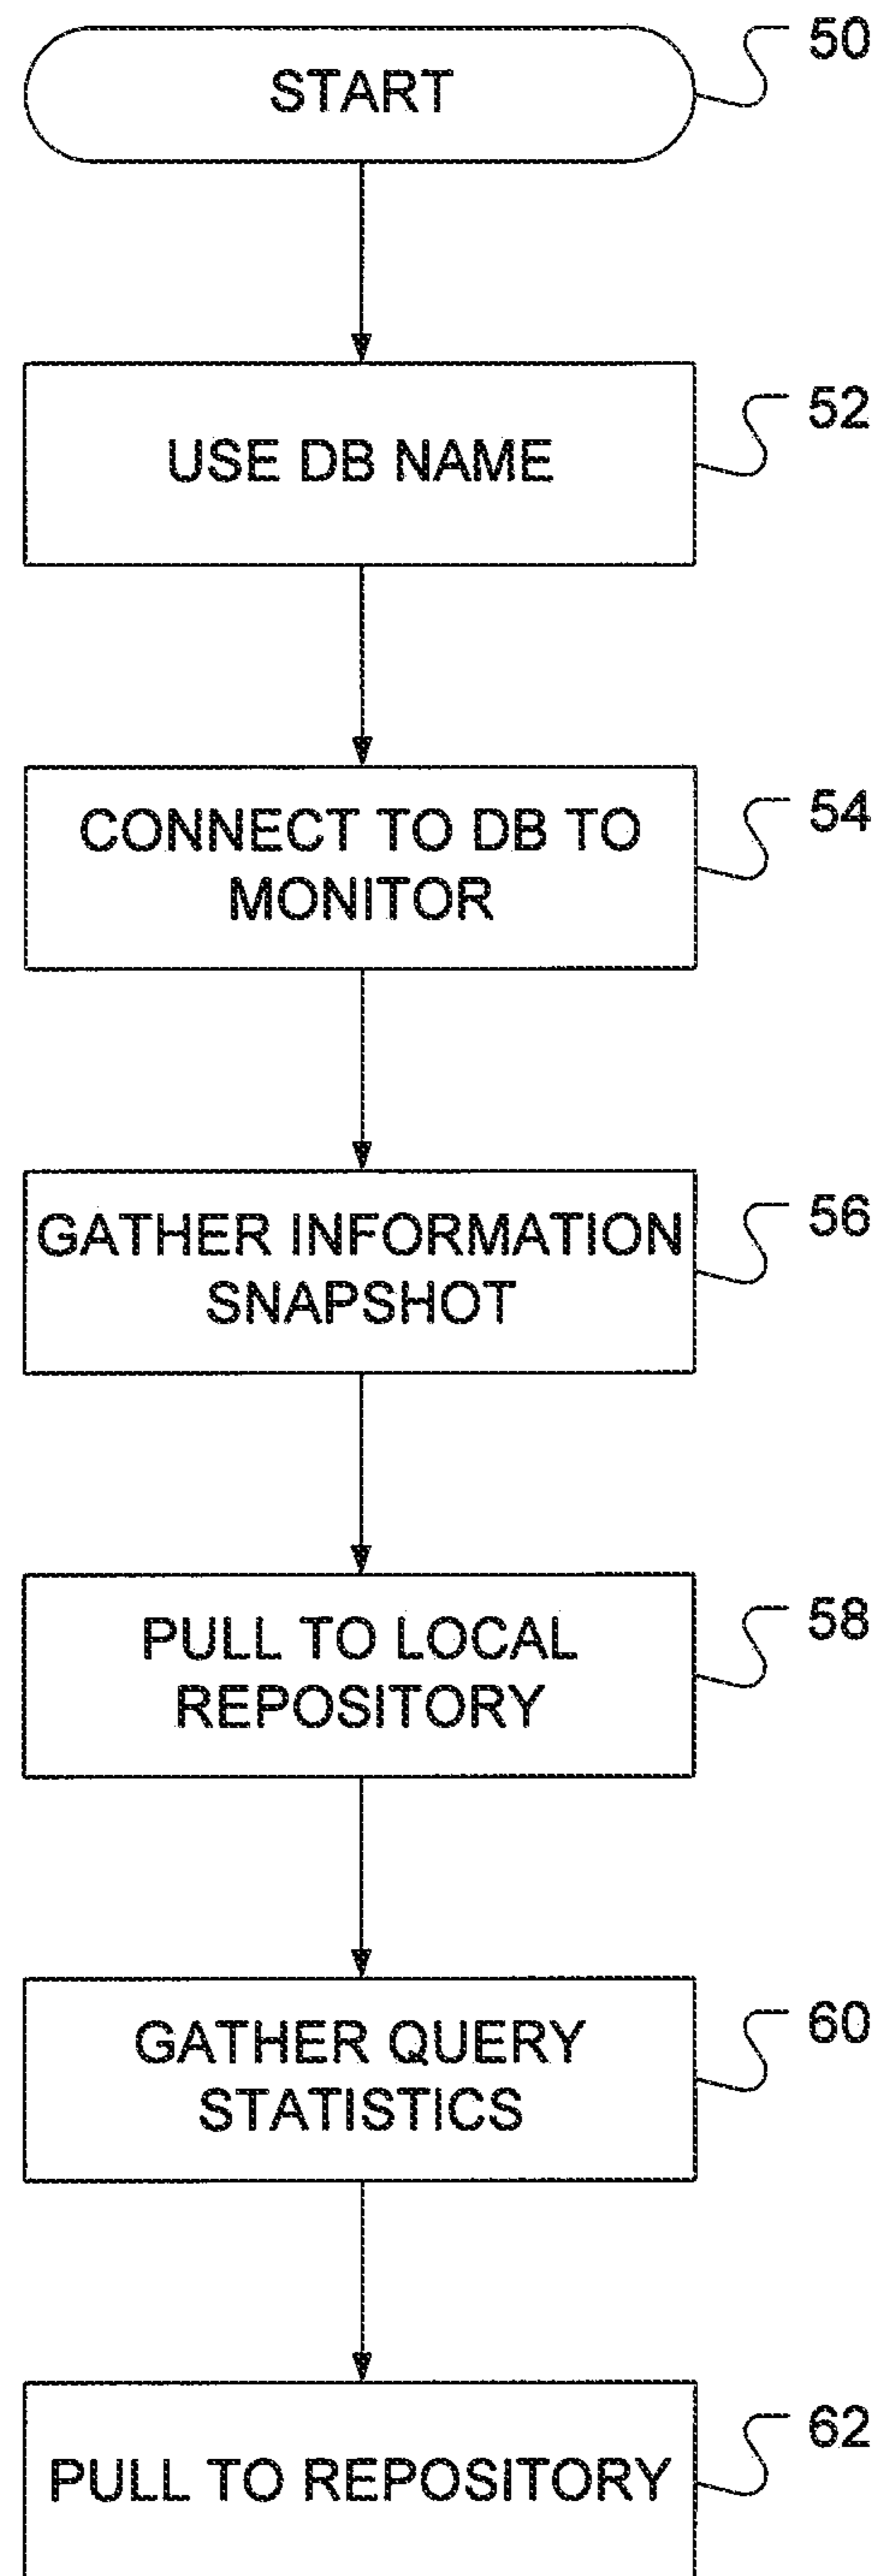 START
50
USE DB NAME
52
CONNECT TO DB TO
MONITOR
54
GATHER INFORMATION
SNAPSHOT
56
PULL TO LOCAL
REPOSITORY
58
GATHER QUERY
STATISTICS
60
PULL TO REPOSITORY
62